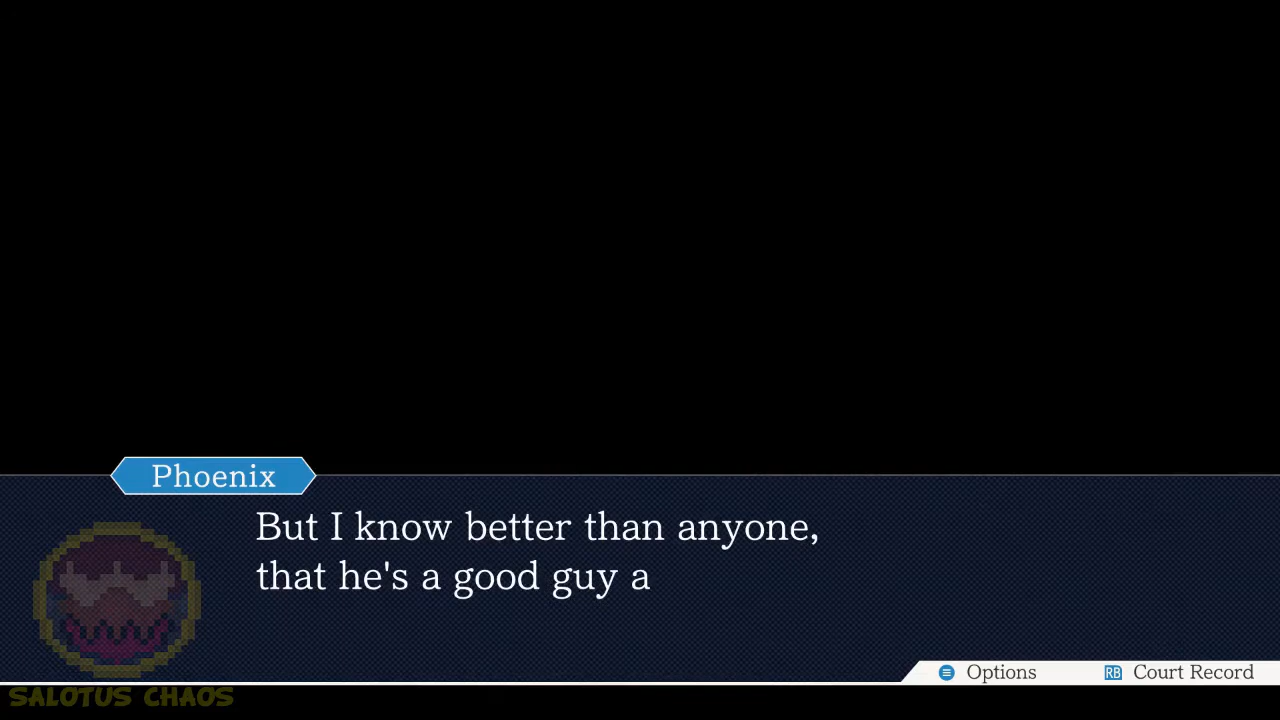 Phoenix
But I know better than anyone,
that he's a good guy a
Options
RB Court Record
SALOTUS CHAOS